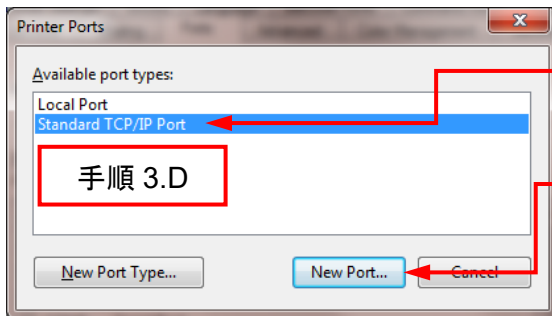 Printer Ports
Available port types:
Local Port
Standard TCP/IP Port
手順 3.D
New Port Type... New Port... Cancel